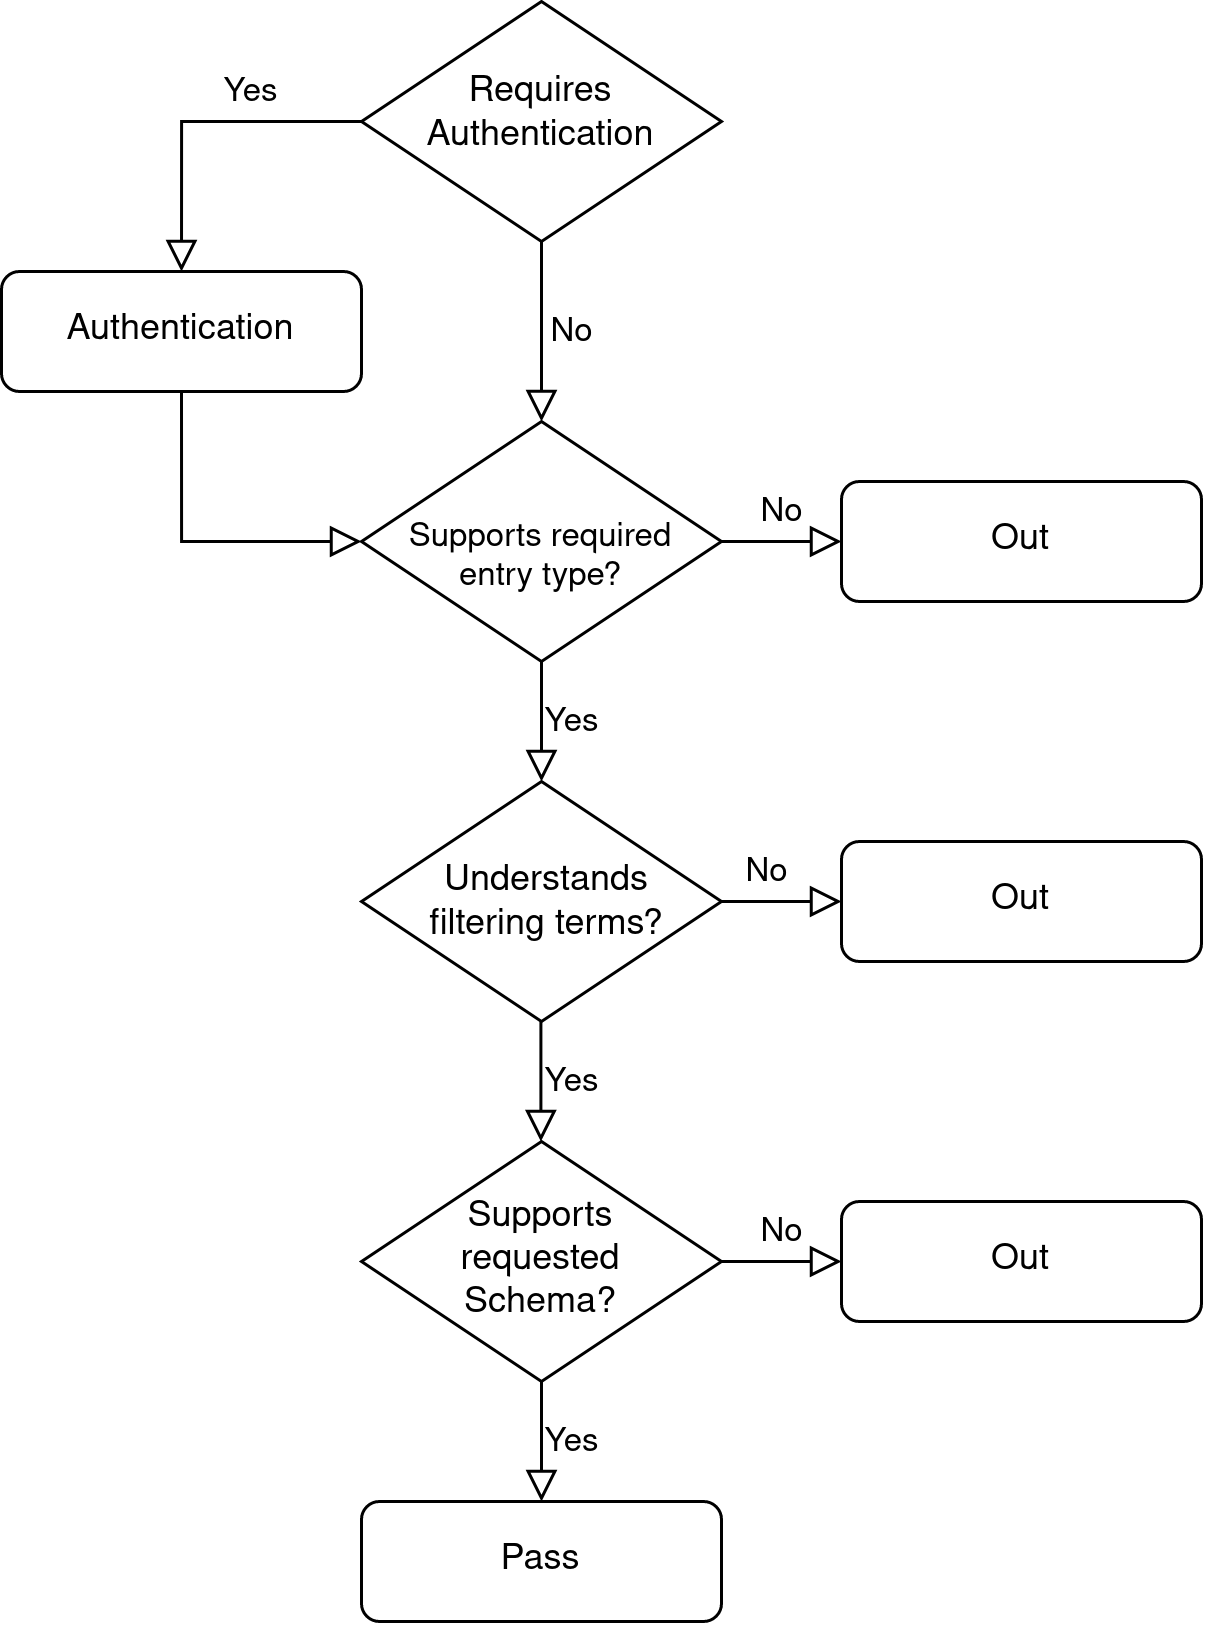 Requires
Authentication
Yes
Authentication
No
Supports required
entry type?
No
Out
Yes
Understands
filtering terms?
No
Out
Yes
Supports
requested
Schema?
No
Out
Yes
Pass